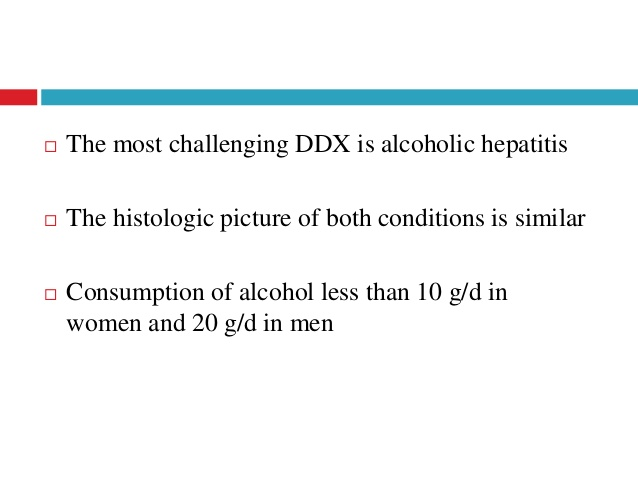 The most challenging DDX is alcoholic hepatitis
The histologic picture of both conditions is similar
Consumption of alcohol less than 10 g/d in
women and 20 g/d in men